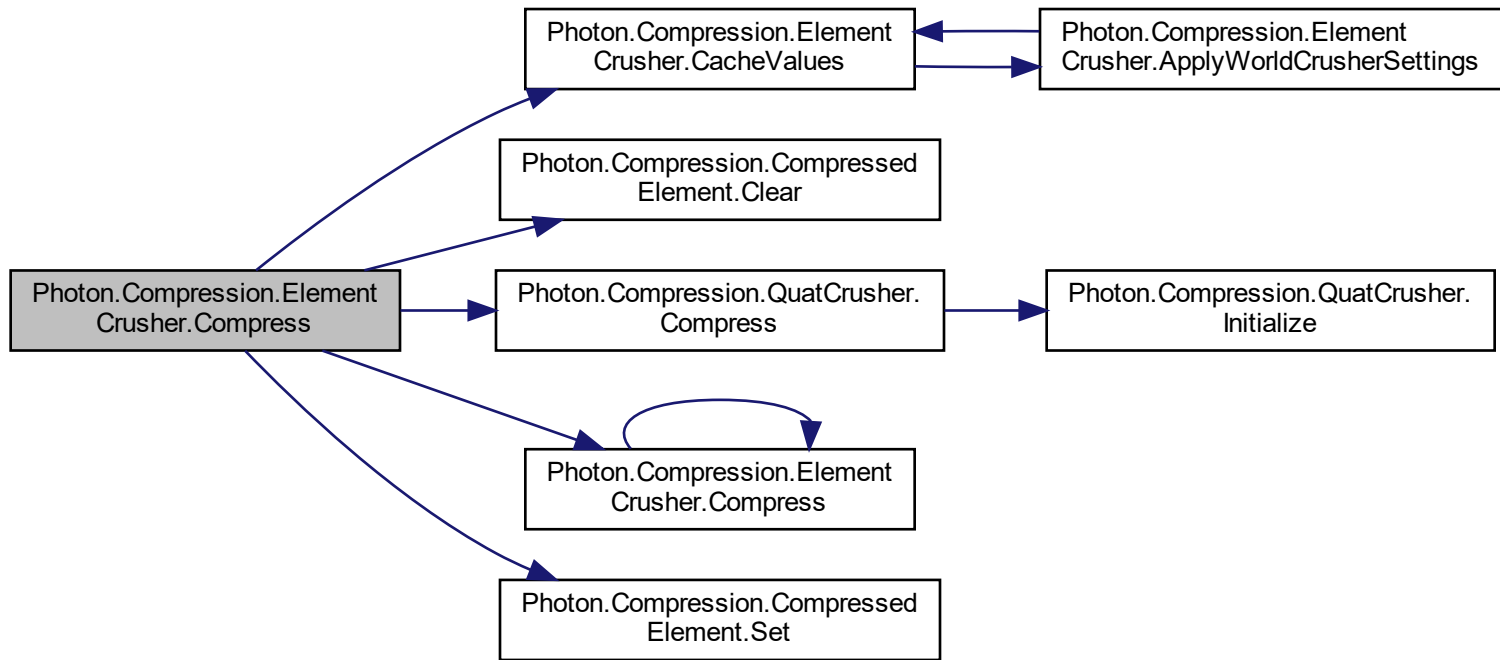 Photon.Compression.Element
Crusher.CacheValues
Photon.Compression.Element
Crusher.ApplyWorldCrusherSettings
Photon.Compression.Compressed
Element.Clear
Photon.Compression.Element
Crusher.Compress
Photon.Compression.QuatCrusher.
Compress
Photon.Compression.QuatCrusher.
Initialize
Photon.Compression.Element
Crusher.Compress
Photon.Compression.Compressed
Element.Set